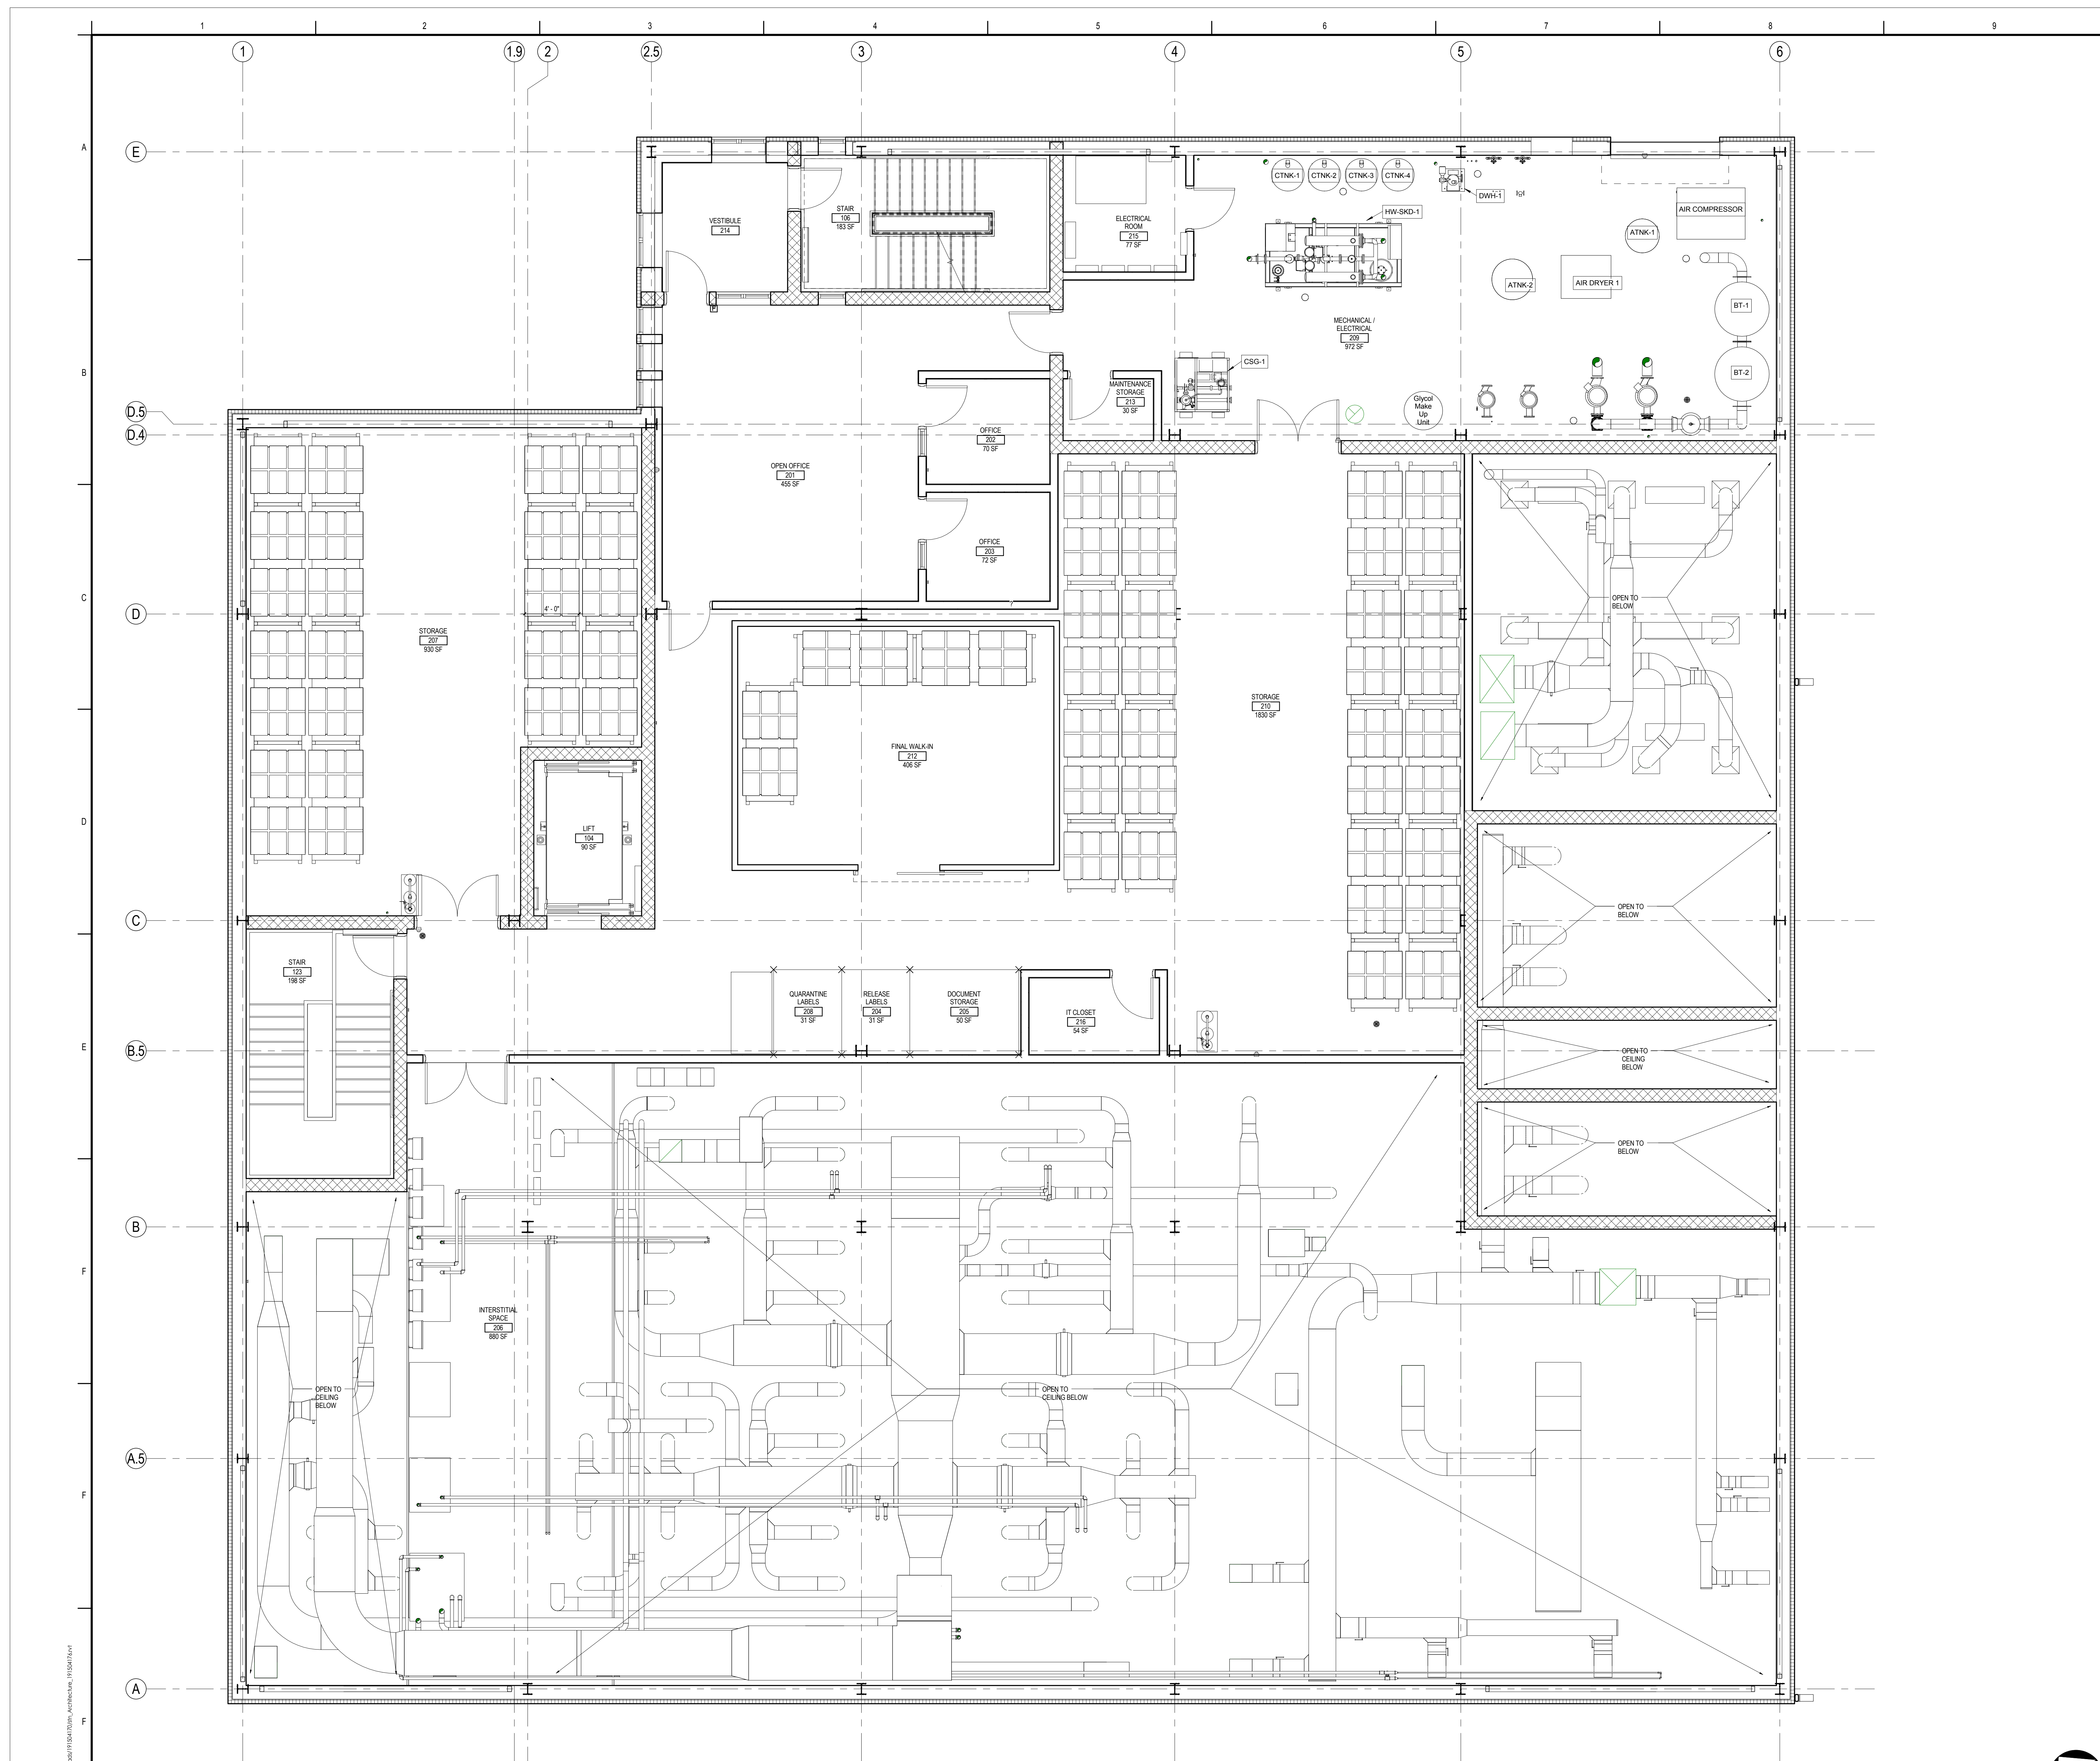 1 2 3 4 5 6 7 8 9
1 1.9 2 2.5 3 4 5 6
A
E
CTNK-1 CTNK-2 CTNK-3 CTNK-4
DWH-1
AIR COMPRESSOR
HW-SKD-1
STAIR
106
183 SF
VESTIBULE
214
ELECTRICAL
ROOM
215
77 SF
ATNK-1
ATNK-2
AIR DRYER 1
BT-1
MECHANICAL /
ELECTRICAL
209
972 SF
CSG-1
B
BT-2
MAINTENANCE
STORAGE
213
30 SF
Glycol
Make
Up
Unit
D.5
D.4
OFFICE
202
70 SF
OPEN OFFICE
201
455 SF
OFFICE
203
72 SF
C
4' - 0"
OPEN TO
BELOW
D
STORAGE
207
930 SF
STORAGE
210
1830 SF
FINAL WALK-IN
212
406 SF
D
LIFT
104
90 SF
C
OPEN TO
BELOW
STAIR
123
198 SF
QUARANTINE
LABELS
208
31 SF
RELEASE
LABELS
204
31 SF
DOCUMENT
STORAGE
205
50 SF
IT CLOSET
216
54 SF
E
B.5
OPEN TO
CEILING
BELOW
OPEN TO
BELOW
B
F
INTERSTITIAL
SPACE
206
880 SF
OPEN TO
CEILING
BELOW
OPEN TO
CEILING BELOW
A.5
F
A
F